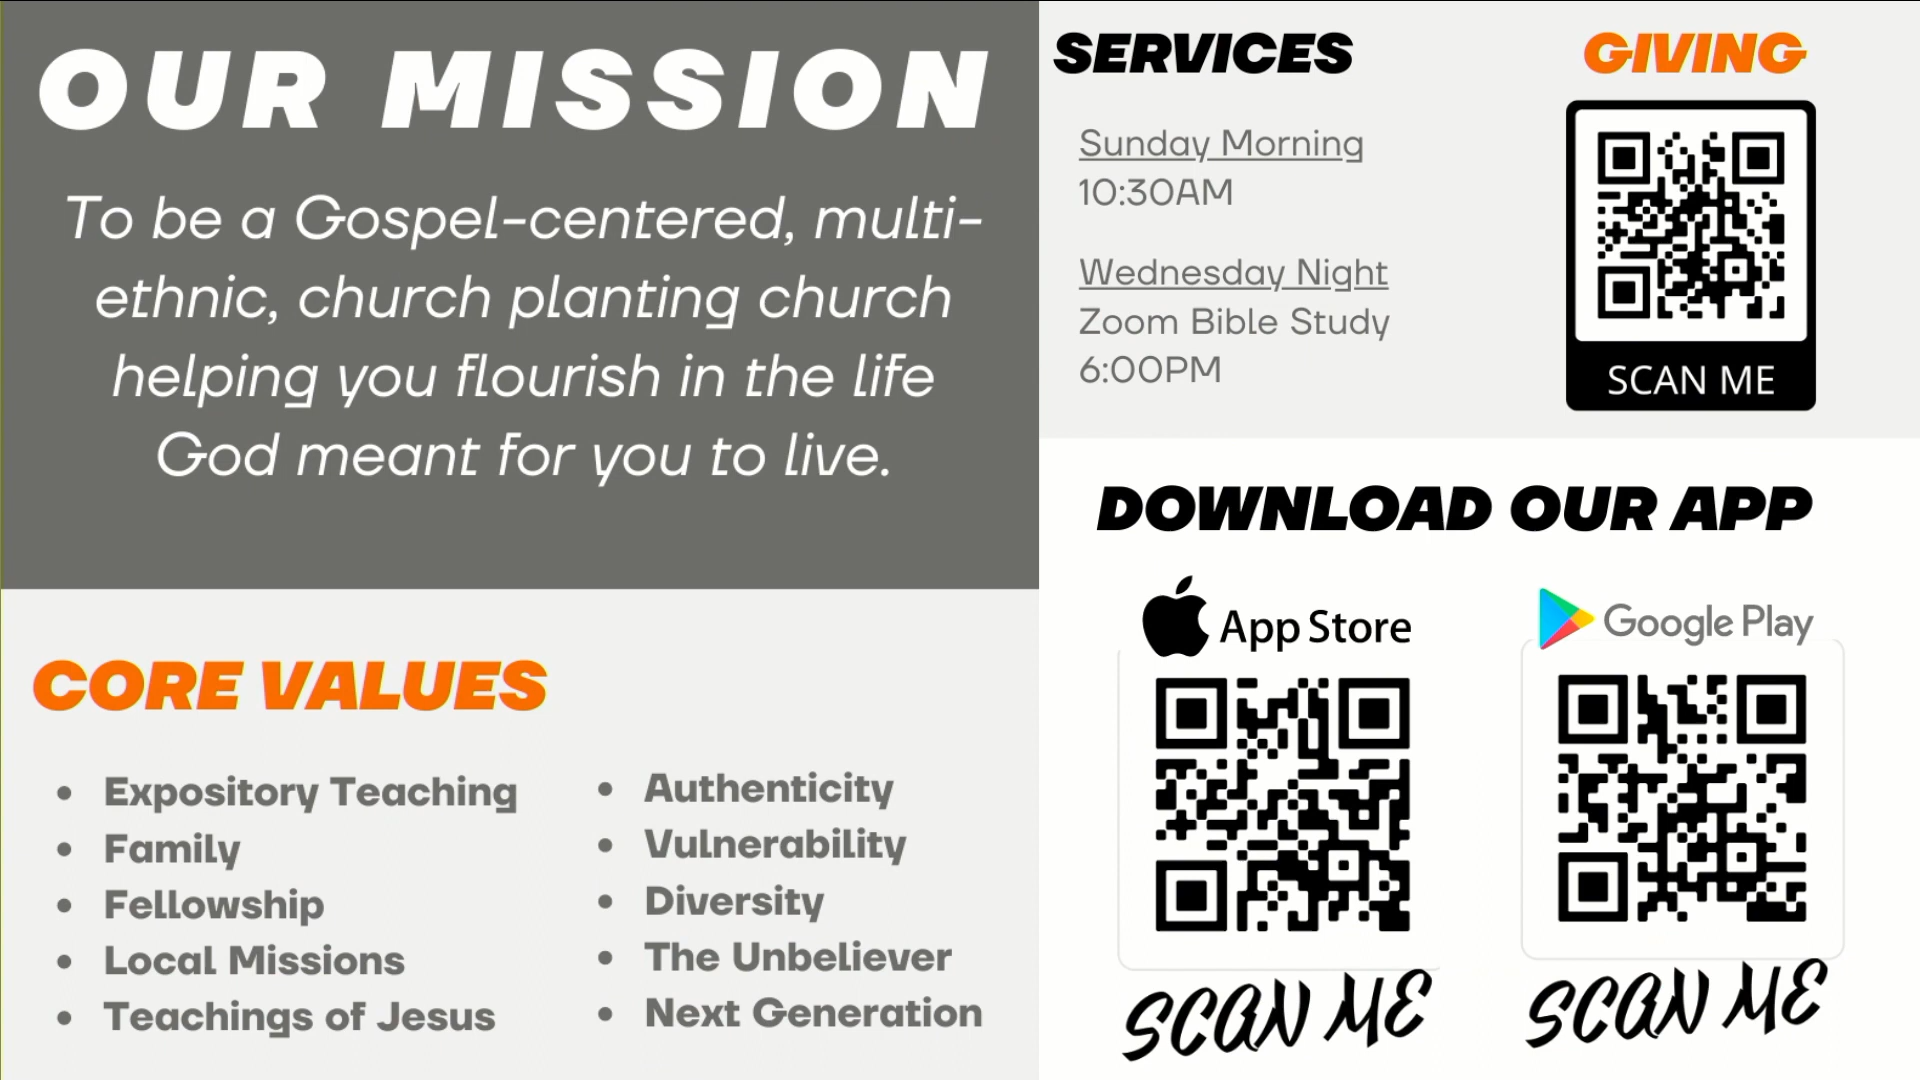 OUR MISSION
To be a Gospel-centered, multi-
ethnic, church planting church
helping you flourish in the life
God meant for you to live.
CORE VALUES
• Expository Teaching
• Family
• Fellowship
• Local Missions
• Teachings of Jesus
• Authenticity
• Vulnerability
• Diversity
• The Unbeliever
• Next Generation
SERVICES
Sunday Morning
10:30AM
Wednesday Night
Zoom Bible Study
6:00PM
GIVING
SCAN ME
DOWNLOAD OUR APP
App Store
SCAN ME
Google Play
SCAN ME